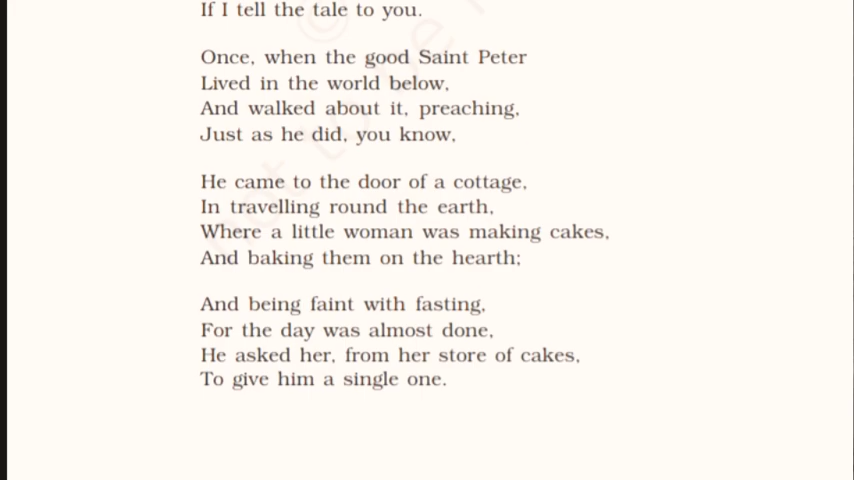 If I tell the tale to you.
Once, when the good Saint Peter
Lived in the world below,
And walked about it, preaching,
Just as he did, you know,
He came to the door of a cottage,
In travelling round the earth,
Where a little woman was making cakes,
And baking them on the hearth;
And being faint with fasting,
For the day was almost done,
He asked her, from her store of cakes,
To give him a single one.